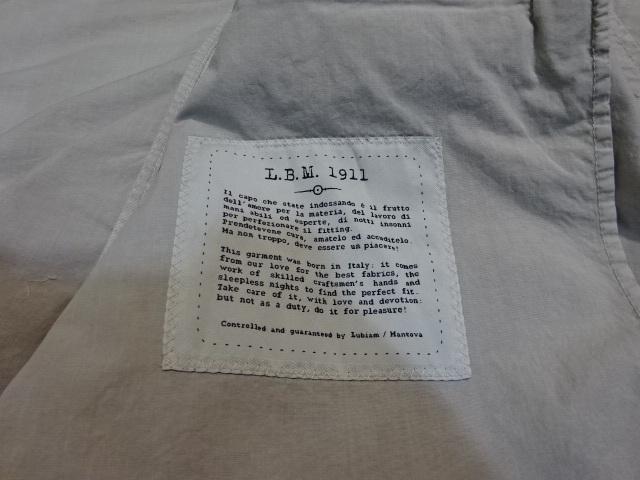 L.B.M. 1911
Il capo che state indossando è il frutto
dell'amore per la materia, del lavoro di
mani abili ed esperte, di notti insonni
per perfezionare il fitting.
Prendetevene cura, amatelo ed accuditelo.
Ma non troppo, deve essere un piacere!
This garment was born in Italy: it comes
from our love for the best fabrics, the
work of skilled craftsmen's hands and
sleepless nights to find the perfect fit.
Take care of it, with love and devotion:
but not as a duty, do it for pleasure!
Controlled and guaranteed by Lubiam / Mantova